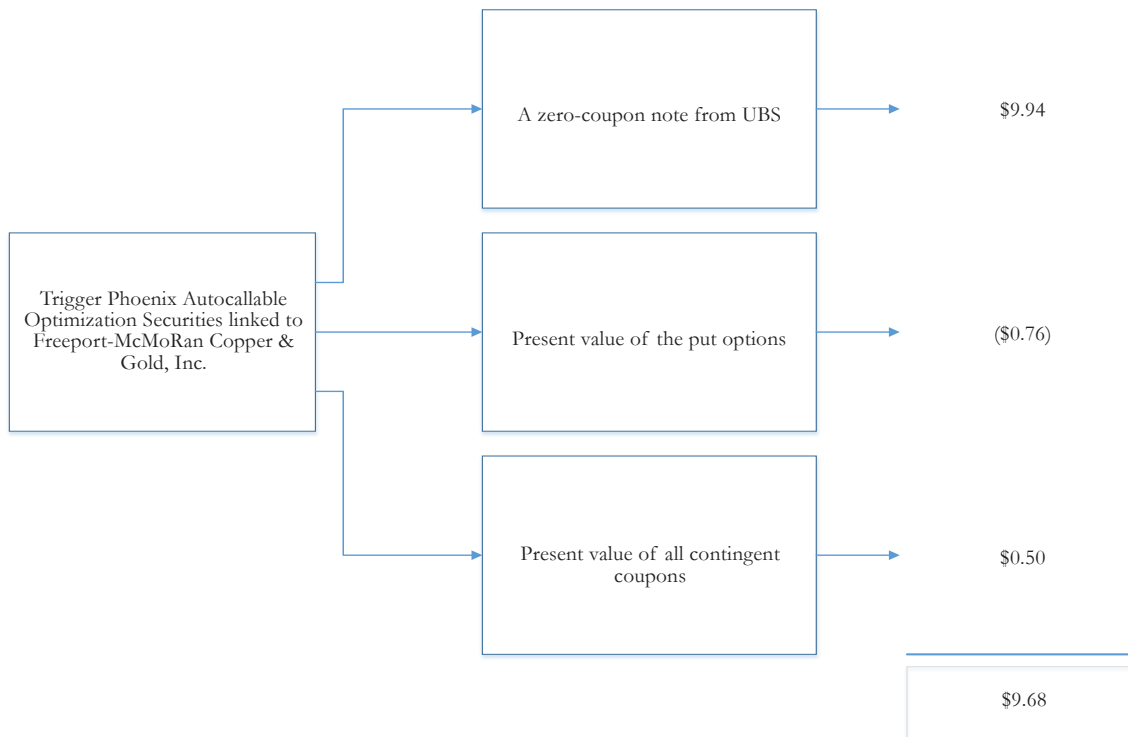 A zero-coupon note from UBS
$9.94
Trigger Phoenix Autocallable
Optimization Securities linked to
Freeport-McMoRan Copper &
Gold, Inc.
Present value of the put options
($0.76)
Present value of all contingent
coupons
$0.50
$9.68